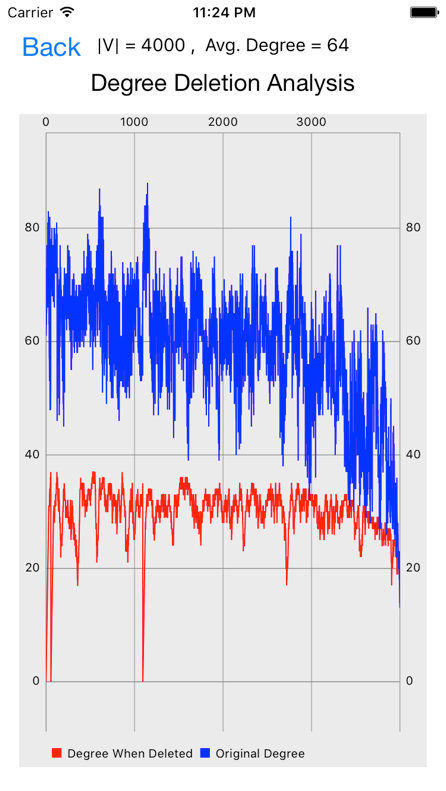 Carrier 11:24 PM
Back |V| = 4000 , Avg. Degree = 64
Degree Deletion Analysis
0 1000 2000 3000
80 80
60 60
40 40
20 20
0 0
Degree When Deleted Original Degree